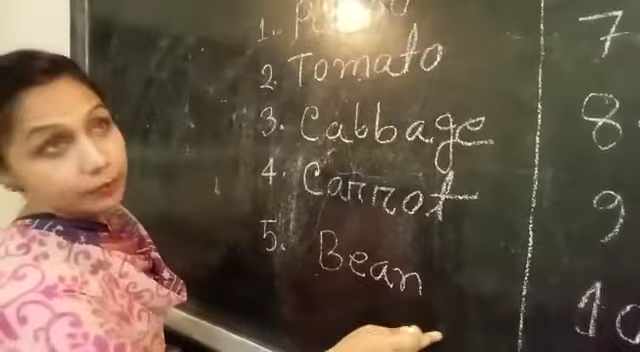 1.
2. Tomato
3. Cabbage
4. Carrot
5. Bean
7
8.
9
10